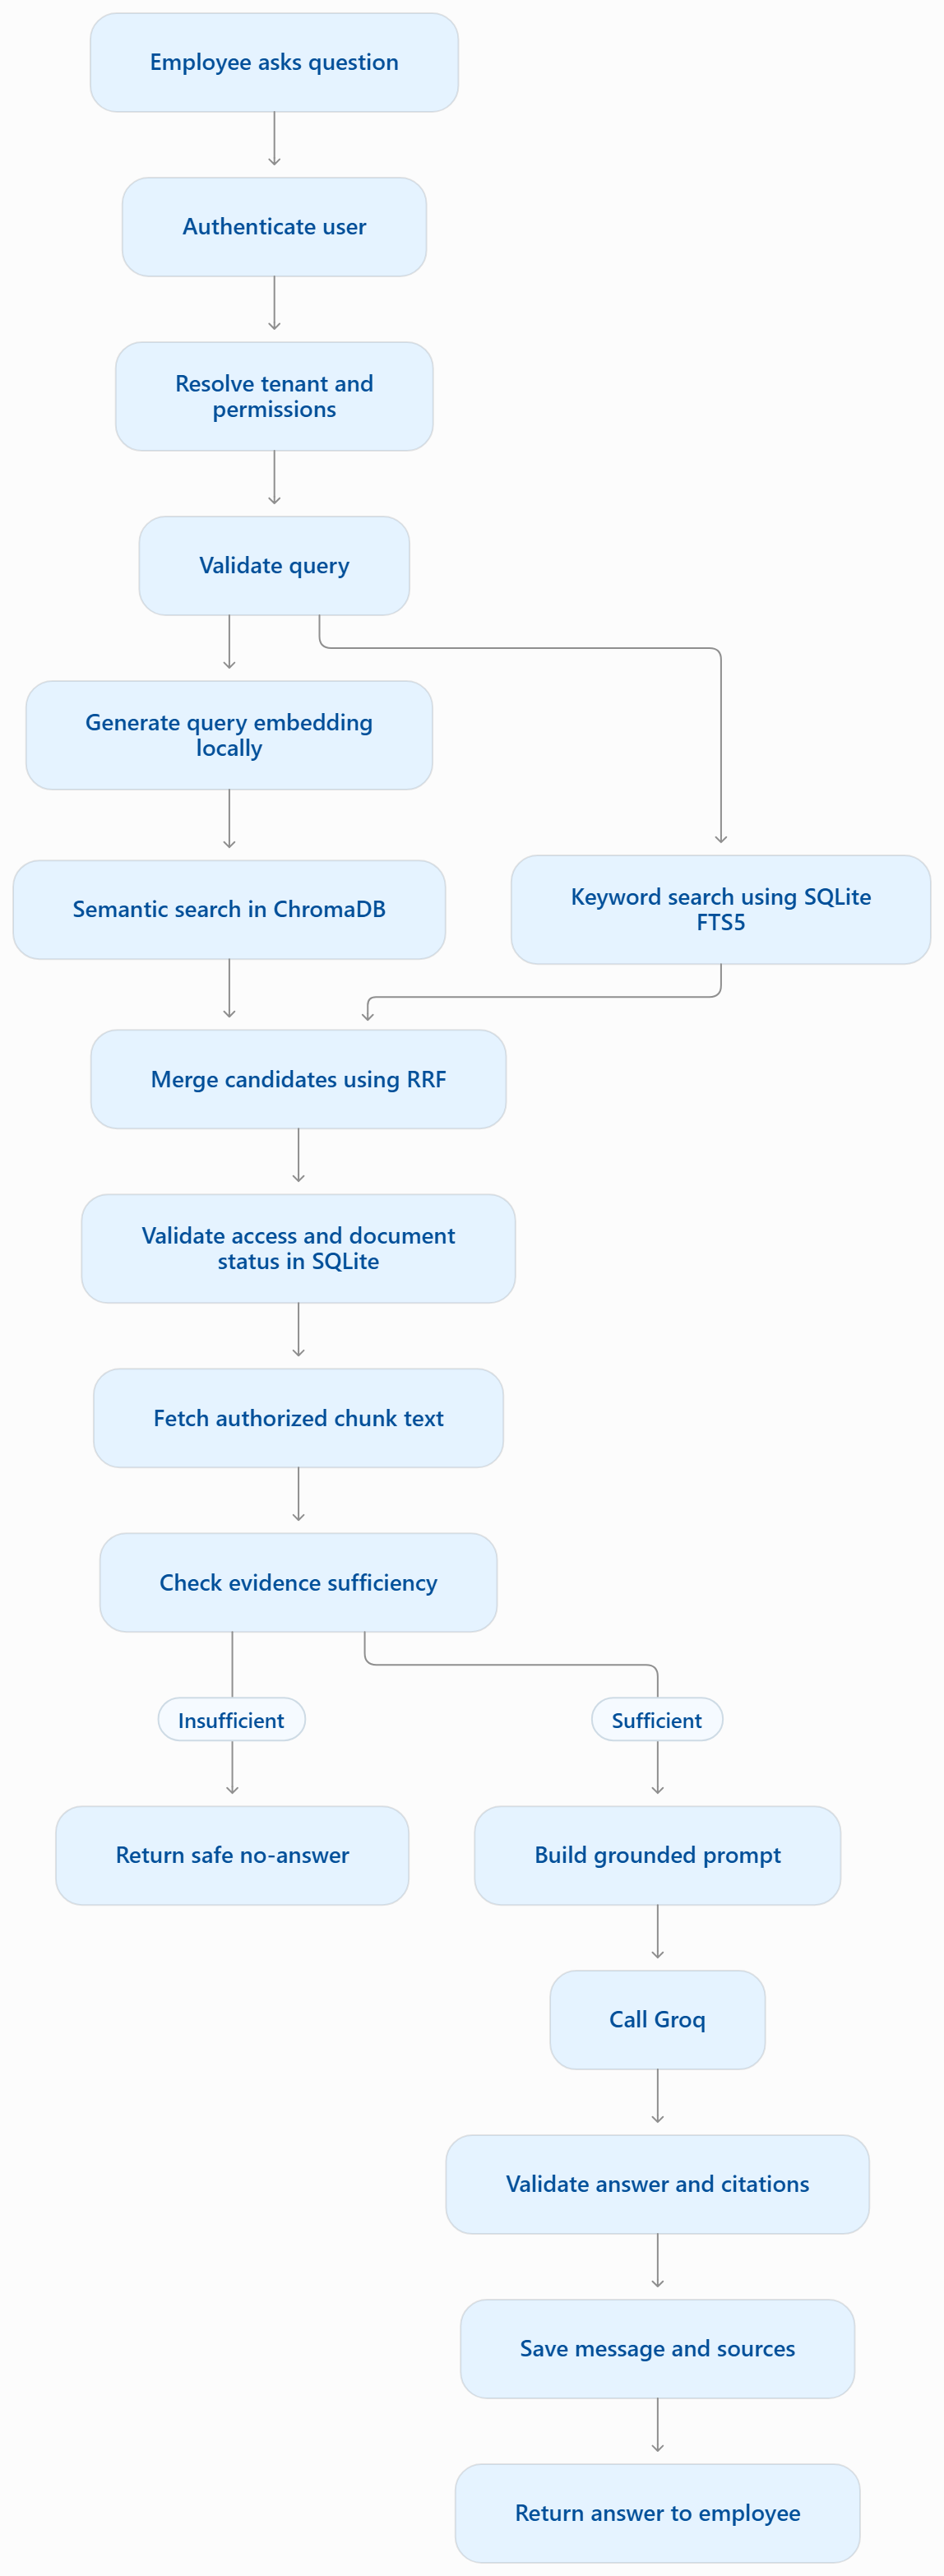 Employee asks question
Authenticate user
Resolve tenant and
permissions
Validate query
Generate query embedding
locally
Semantic search in ChromaDB
Keyword search using SQLite
FTS5
Merge candidates using RRF
Validate access and document
status in SQLite
Fetch authorized chunk text
Check evidence sufficiency
Insufficient
Sufficient
Return safe no-answer
Build grounded prompt
Call Groq
Validate answer and citations
Save message and sources
Return answer to employee